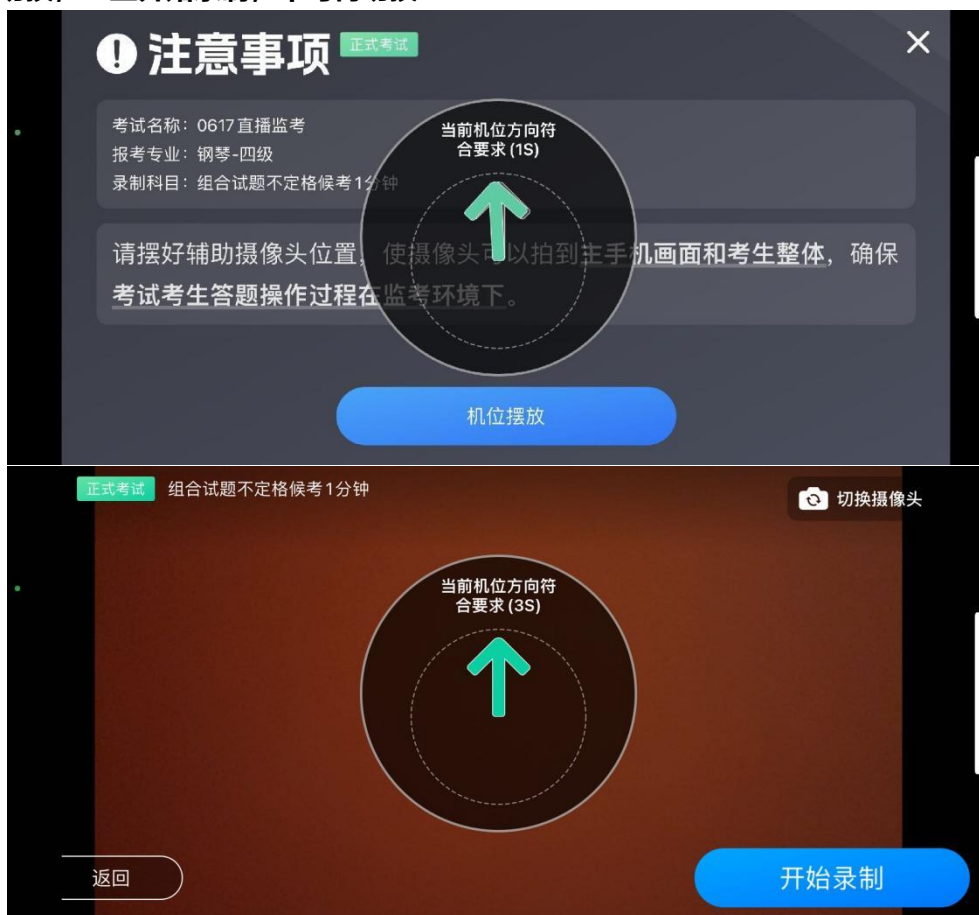 注意事项 正式考试
考试名称：0617直播监考
报考专业：钢琴-四级
录制科目：组合试题不定格候考1分钟
当前机位方向符
合要求(1S)
请摆好辅助摄像头位置，使摄像头可以拍到主手机画面和考生整体，确保
考试考生答题操作过程在监考环境下。
机位摆放
正式考试 组合试题不定格候考1分钟
切换摄像头
当前机位方向符
合要求(3S)
返回
开始录制